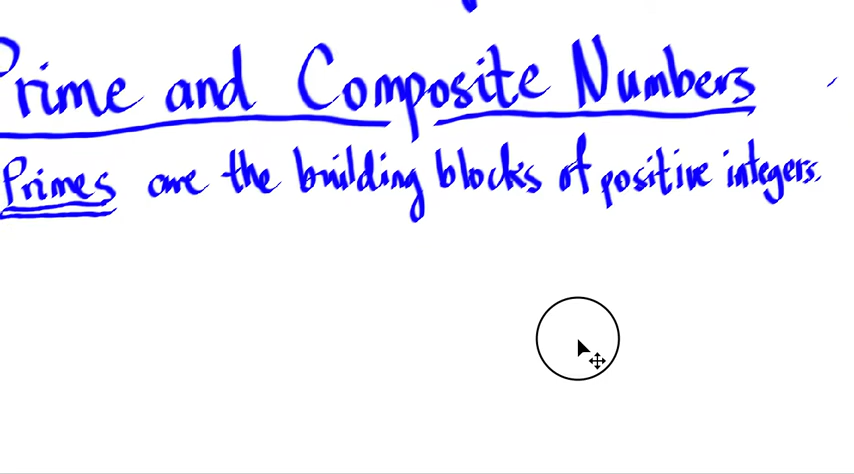 Prime and Composite Numbers
Primes are the building blocks of positive integers.